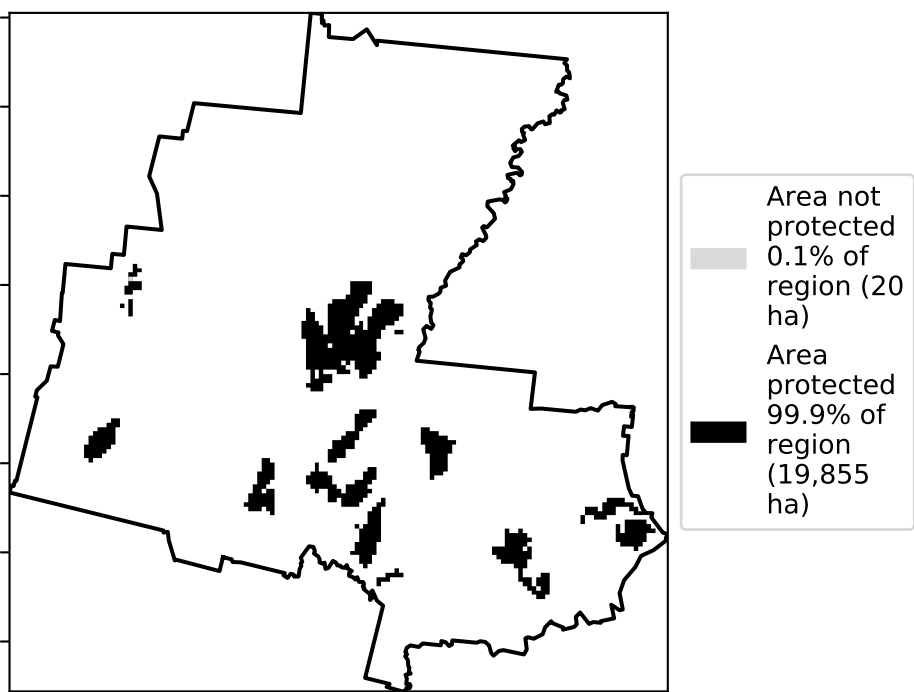 Area not
protected
0.1% of
region (20
ha)
Area
protected
99.9% of
region
(19,855
ha)